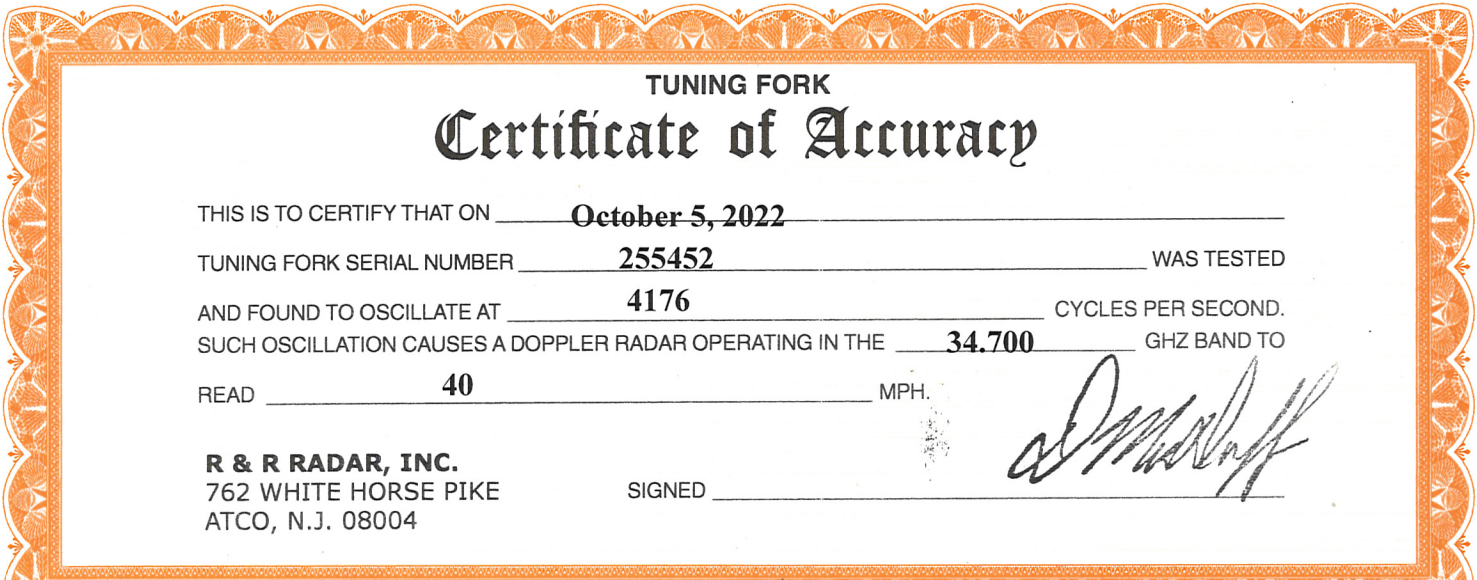 TUNING FORK
Certificate of Accuracy
THIS IS TO CERTIFY THAT ON October 5, 2022
TUNING FORK SERIAL NUMBER 255452 WAS TESTED
AND FOUND TO OSCILLATE AT 4176 CYCLES PER SECOND.
SUCH OSCILLATION CAUSES A DOPPLER RADAR OPERATING IN THE 34.700 GHZ BAND TO
READ 40 MPH.
R & R RADAR, INC.
762 WHITE HORSE PIKE
ATCO, N.J. 08004
SIGNED